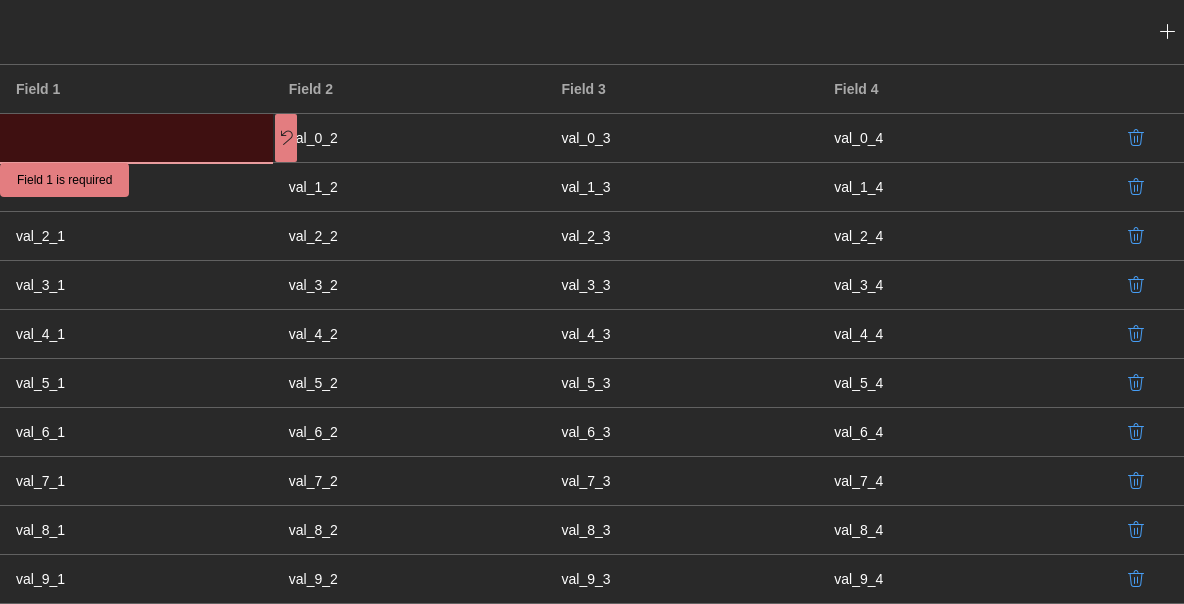 Field 1 Field 2 Field 3 Field 4
al_0_2 val_0_3 val_0_4
Field 1 is required val_1_2 val_1_3 val_1_4
val_2_1 val_2_2 val_2_3 val_2_4
val_3_1 val_3_2 val_3_3 val_3_4
val_4_1 val_4_2 val_4_3 val_4_4
val_5_1 val_5_2 val_5_3 val_5_4
val_6_1 val_6_2 val_6_3 val_6_4
val_7_1 val_7_2 val_7_3 val_7_4
val_8_1 val_8_2 val_8_3 val_8_4
val_9_1 val_9_2 val_9_3 val_9_4